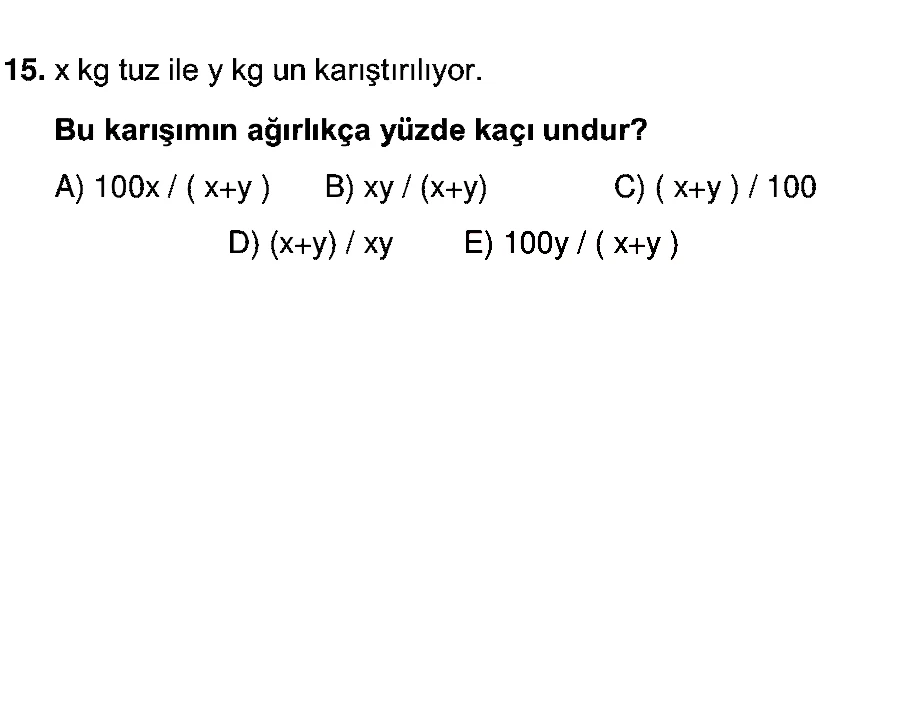 15. x kg tuz ile y kg un karıştırılıyor.
Bu karışımın ağırlıkça yüzde kaçı undur?
A) 100x / ( x+y ) B) xy / (x+y) C) ( x+y ) / 100
D) (x+y) / xy E) 100y / ( x+y )